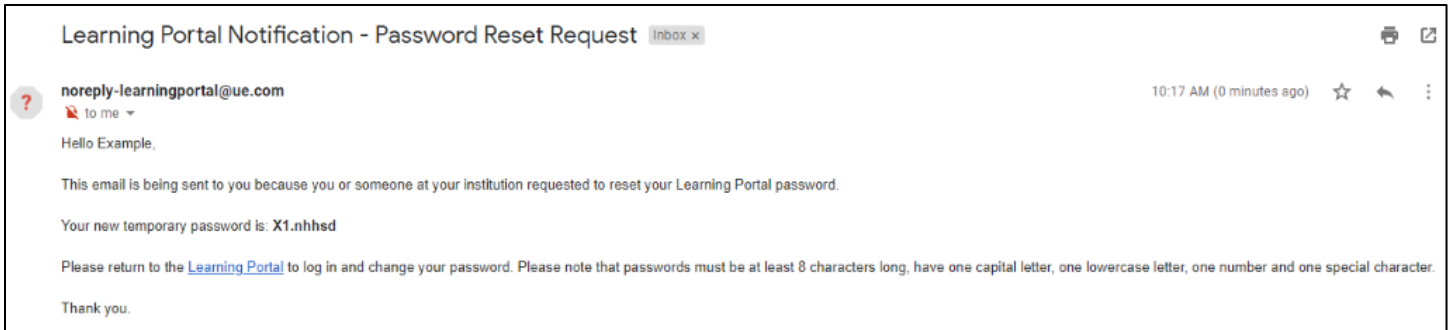 Learning Portal Notification - Password Reset Request Inbox x
noreply-learningportal@ue.com 10:17 AM (0 minutes ago)
?
to me
Hello Example,
This email is being sent to you because you or someone at your institution requested to reset your Learning Portal password.
Your new temporary password is: X1.nhhsd
Please return to the Learning Portal to log in and change your password. Please note that passwords must be at least 8 characters long, have one capital letter, one lowercase letter, one number and one special character.
Thank you.